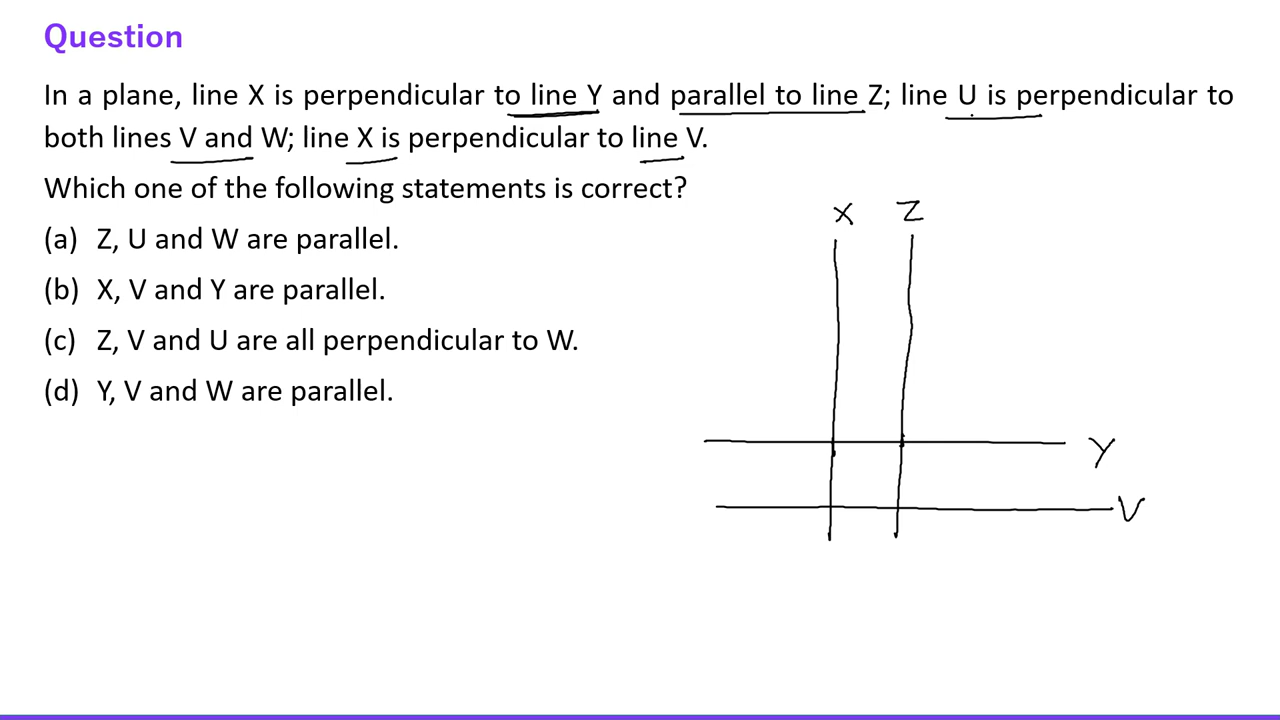 Question
In a plane, line X is perpendicular to line Y and parallel to line Z; line U is perpendicular to
both lines V and W; line X is perpendicular to line V.
Which one of the following statements is correct?
(a) Z, U and W are parallel.
(b) X, V and Y are parallel.
(c) Z, V and U are all perpendicular to W.
(d) Y, V and W are parallel.
X Z
Y
V